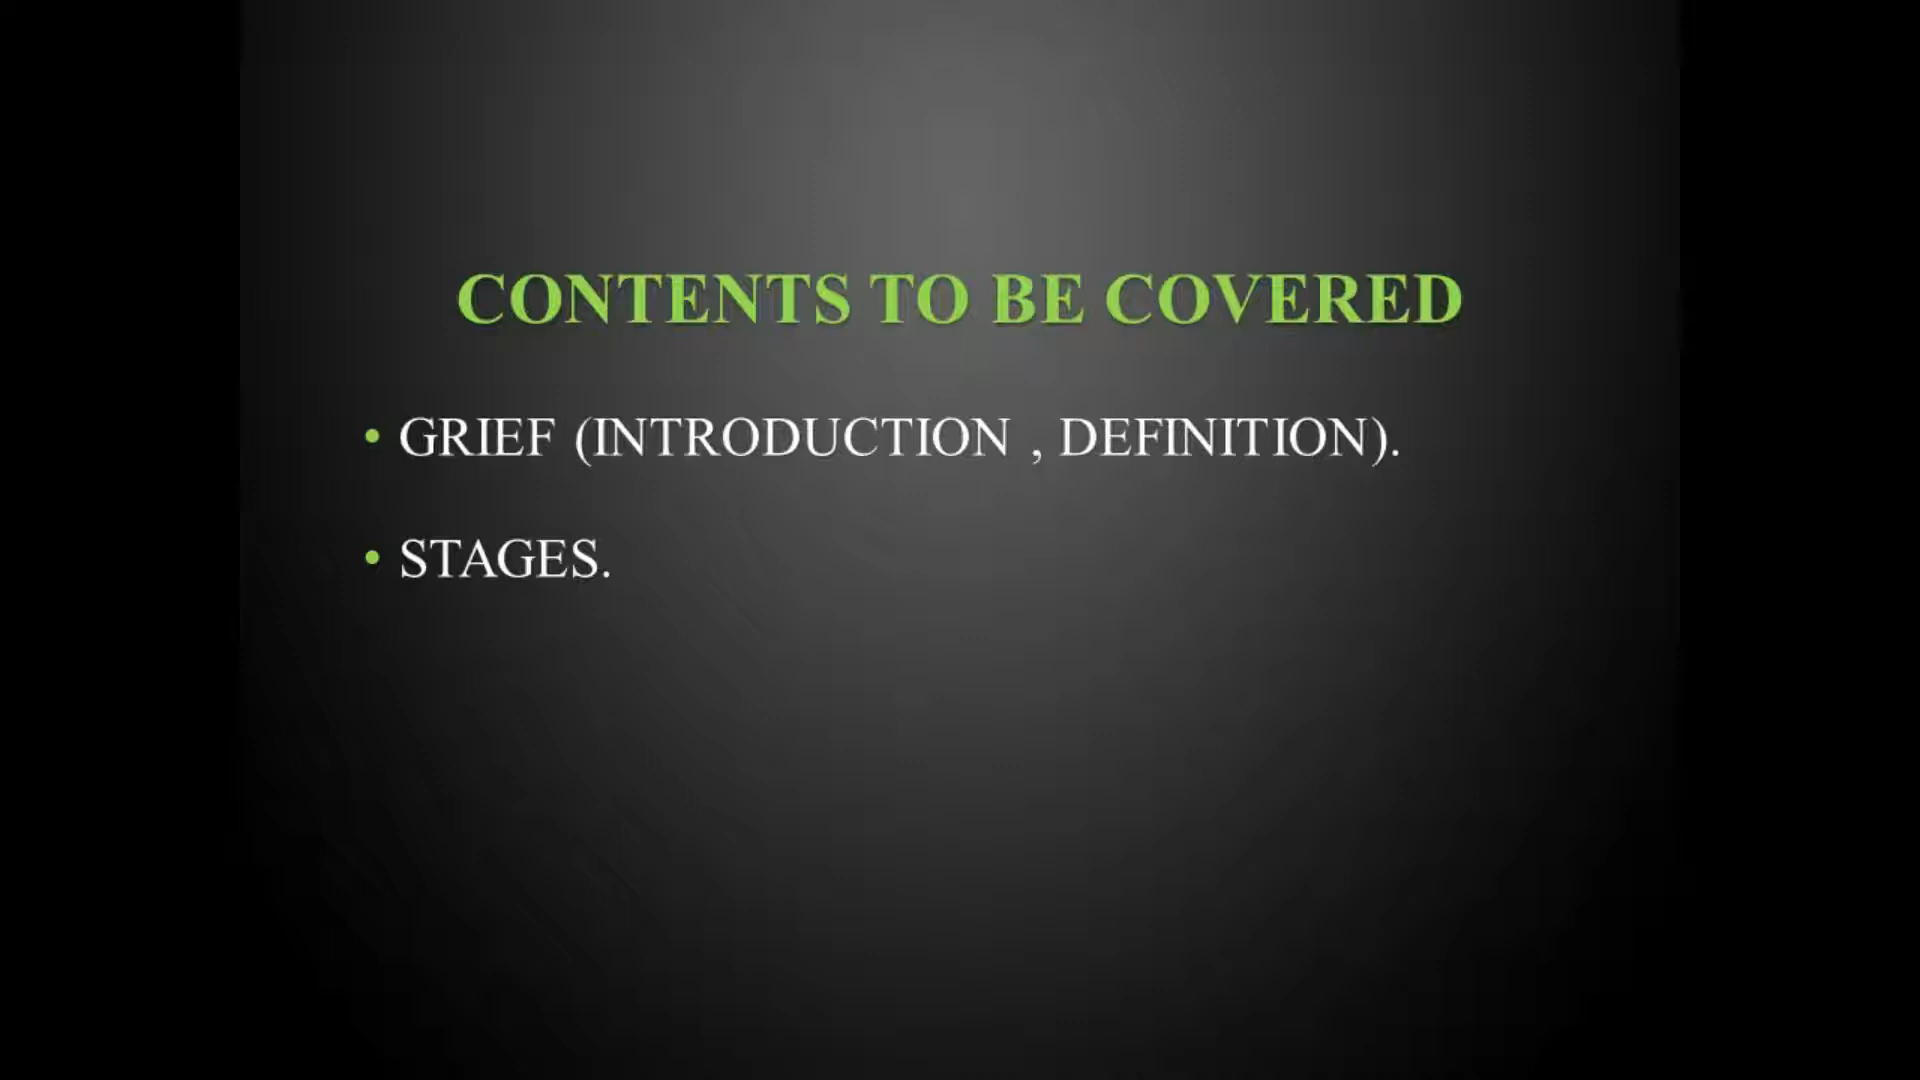 CONTENTS TO BE COVERED
• GRIEF (INTRODUCTION , DEFINITION).
• STAGES.